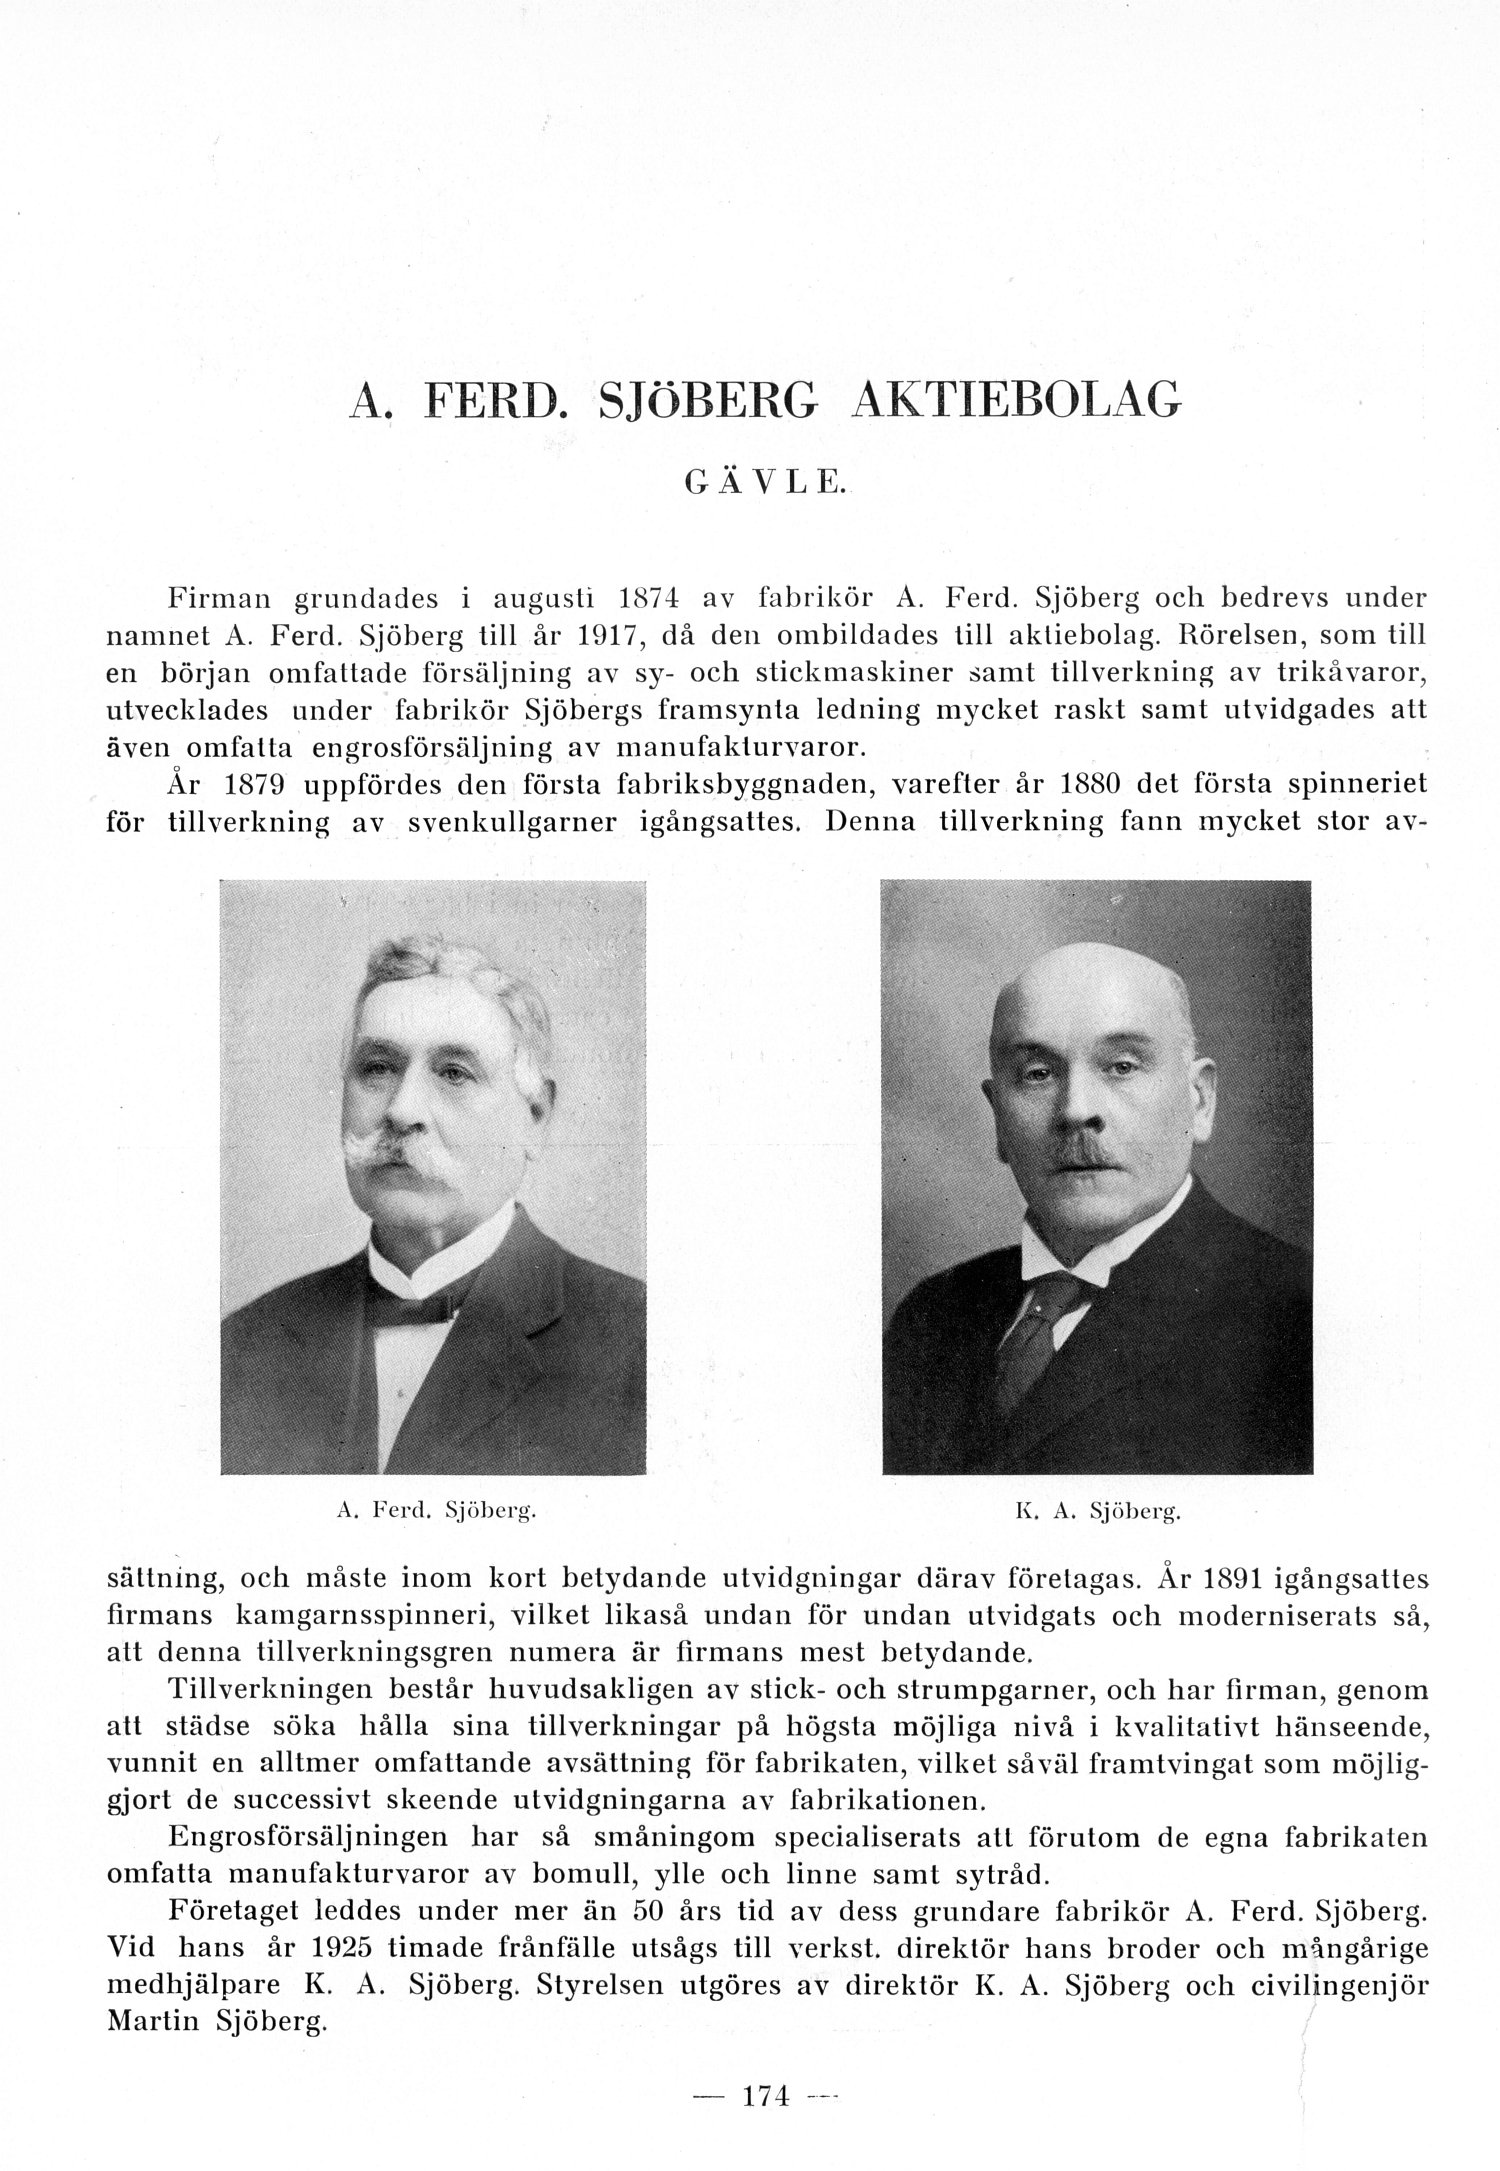 A. FERD. SJÖBERG AKTIEBOLAG
GÄVLE.
Firman grundades i augusti 1874 av fabrikör A. Ferd. Sjöberg och bedrevs under
namnet A. Ferd. Sjöberg till år 1917, då den ombildades till aktiebolag. Rörelsen, som till
en början omfattade försäljning av sy- och stickmaskiner samt tillverkning av trikåvaror,
utvecklades under fabrikör Sjöbergs framsynta ledning mycket raskt samt utvidgades att
även omfatta engrosförsäljning av manufakturvaror.
År 1879 uppfördes den första fabriksbyggnaden, varefter år 1880 det första spinneriet
för tillverkning av svenkullgarner igångsattes. Denna tillverkning fann mycket stor av-
A. Ferd. Sjöberg.
K. A. Sjöberg.
sättning, och måste inom kort betydande utvidgningar därav företagas. År 1891 igångsattes
firmans kamgarnsspinneri, vilket likaså undan för undan utvidgats och moderniserats så,
att denna tillverkningsgren numera är firmans mest betydande.
Tillverkningen består huvudsakligen av stick- och strumpgarner, och har firman, genom
att städse söka hålla sina tillverkningar på högsta möjliga nivå i kvalitativt hänseende,
vunnit en alltmer omfattande avsättning för fabrikaten, vilket såväl framtvingat som möjlig-
gjort de successivt skeende utvidgningarna av fabrikationen.
Engrosförsäljningen har så småningom specialiserats att förutom de egna fabrikaten
omfatta manufakturvaror av bomull, ylle och linne samt sytråd.
Företaget leddes under mer än 50 års tid av dess grundare fabrikör A. Ferd. Sjöberg.
Vid hans år 1925 timade frånfälle utsågs till verkst. direktör hans broder och mångårige
medhjälpare K. A. Sjöberg. Styrelsen utgöres av direktör K. A. Sjöberg och civilingenjör
Martin Sjöberg.
— 174 —